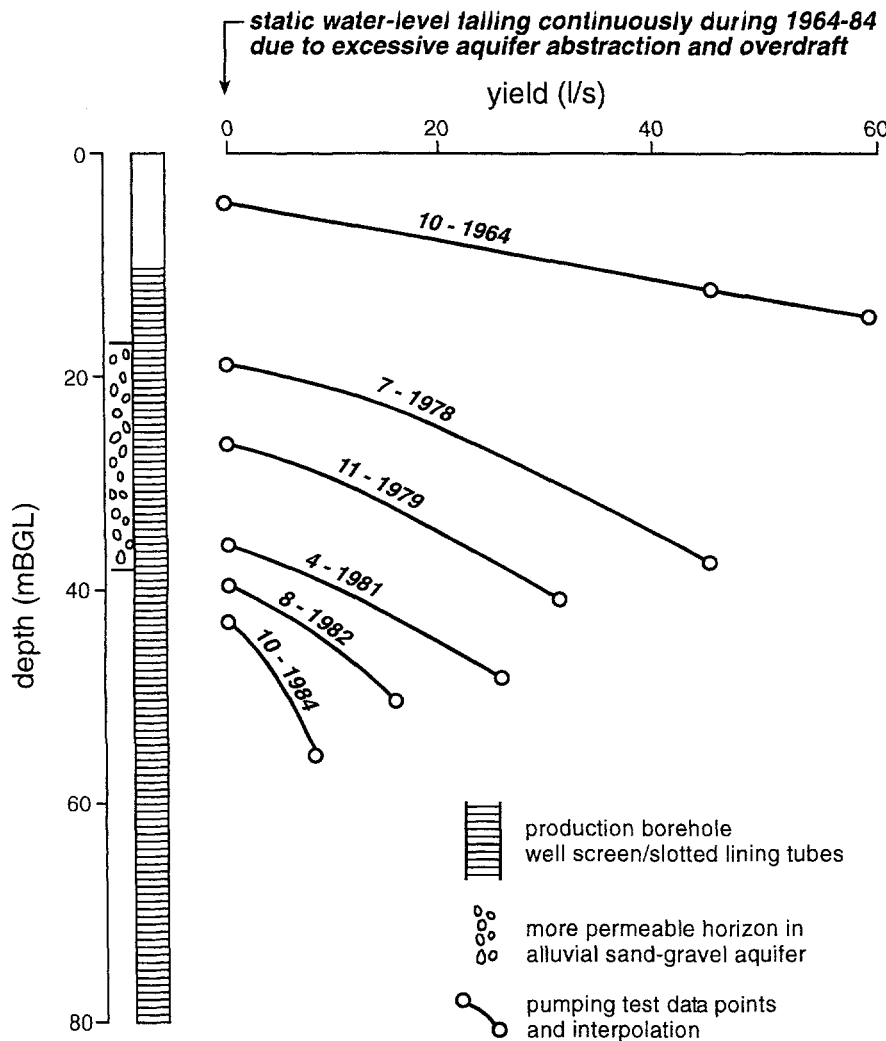 static water-level falling continuously during 1964-84
due to excessive aquifer abstraction and overdraft
yield (l/s)
0 20 40 60
0
20
40
60
80
depth (mBGL)
10 - 1964
7 - 1978
11 - 1979
4 - 1981
8 - 1982
10 - 1984
production borehole
well screen/slotted lining tubes
more permeable horizon in
alluvial sand-gravel aquifer
pumping test data points
and interpolation